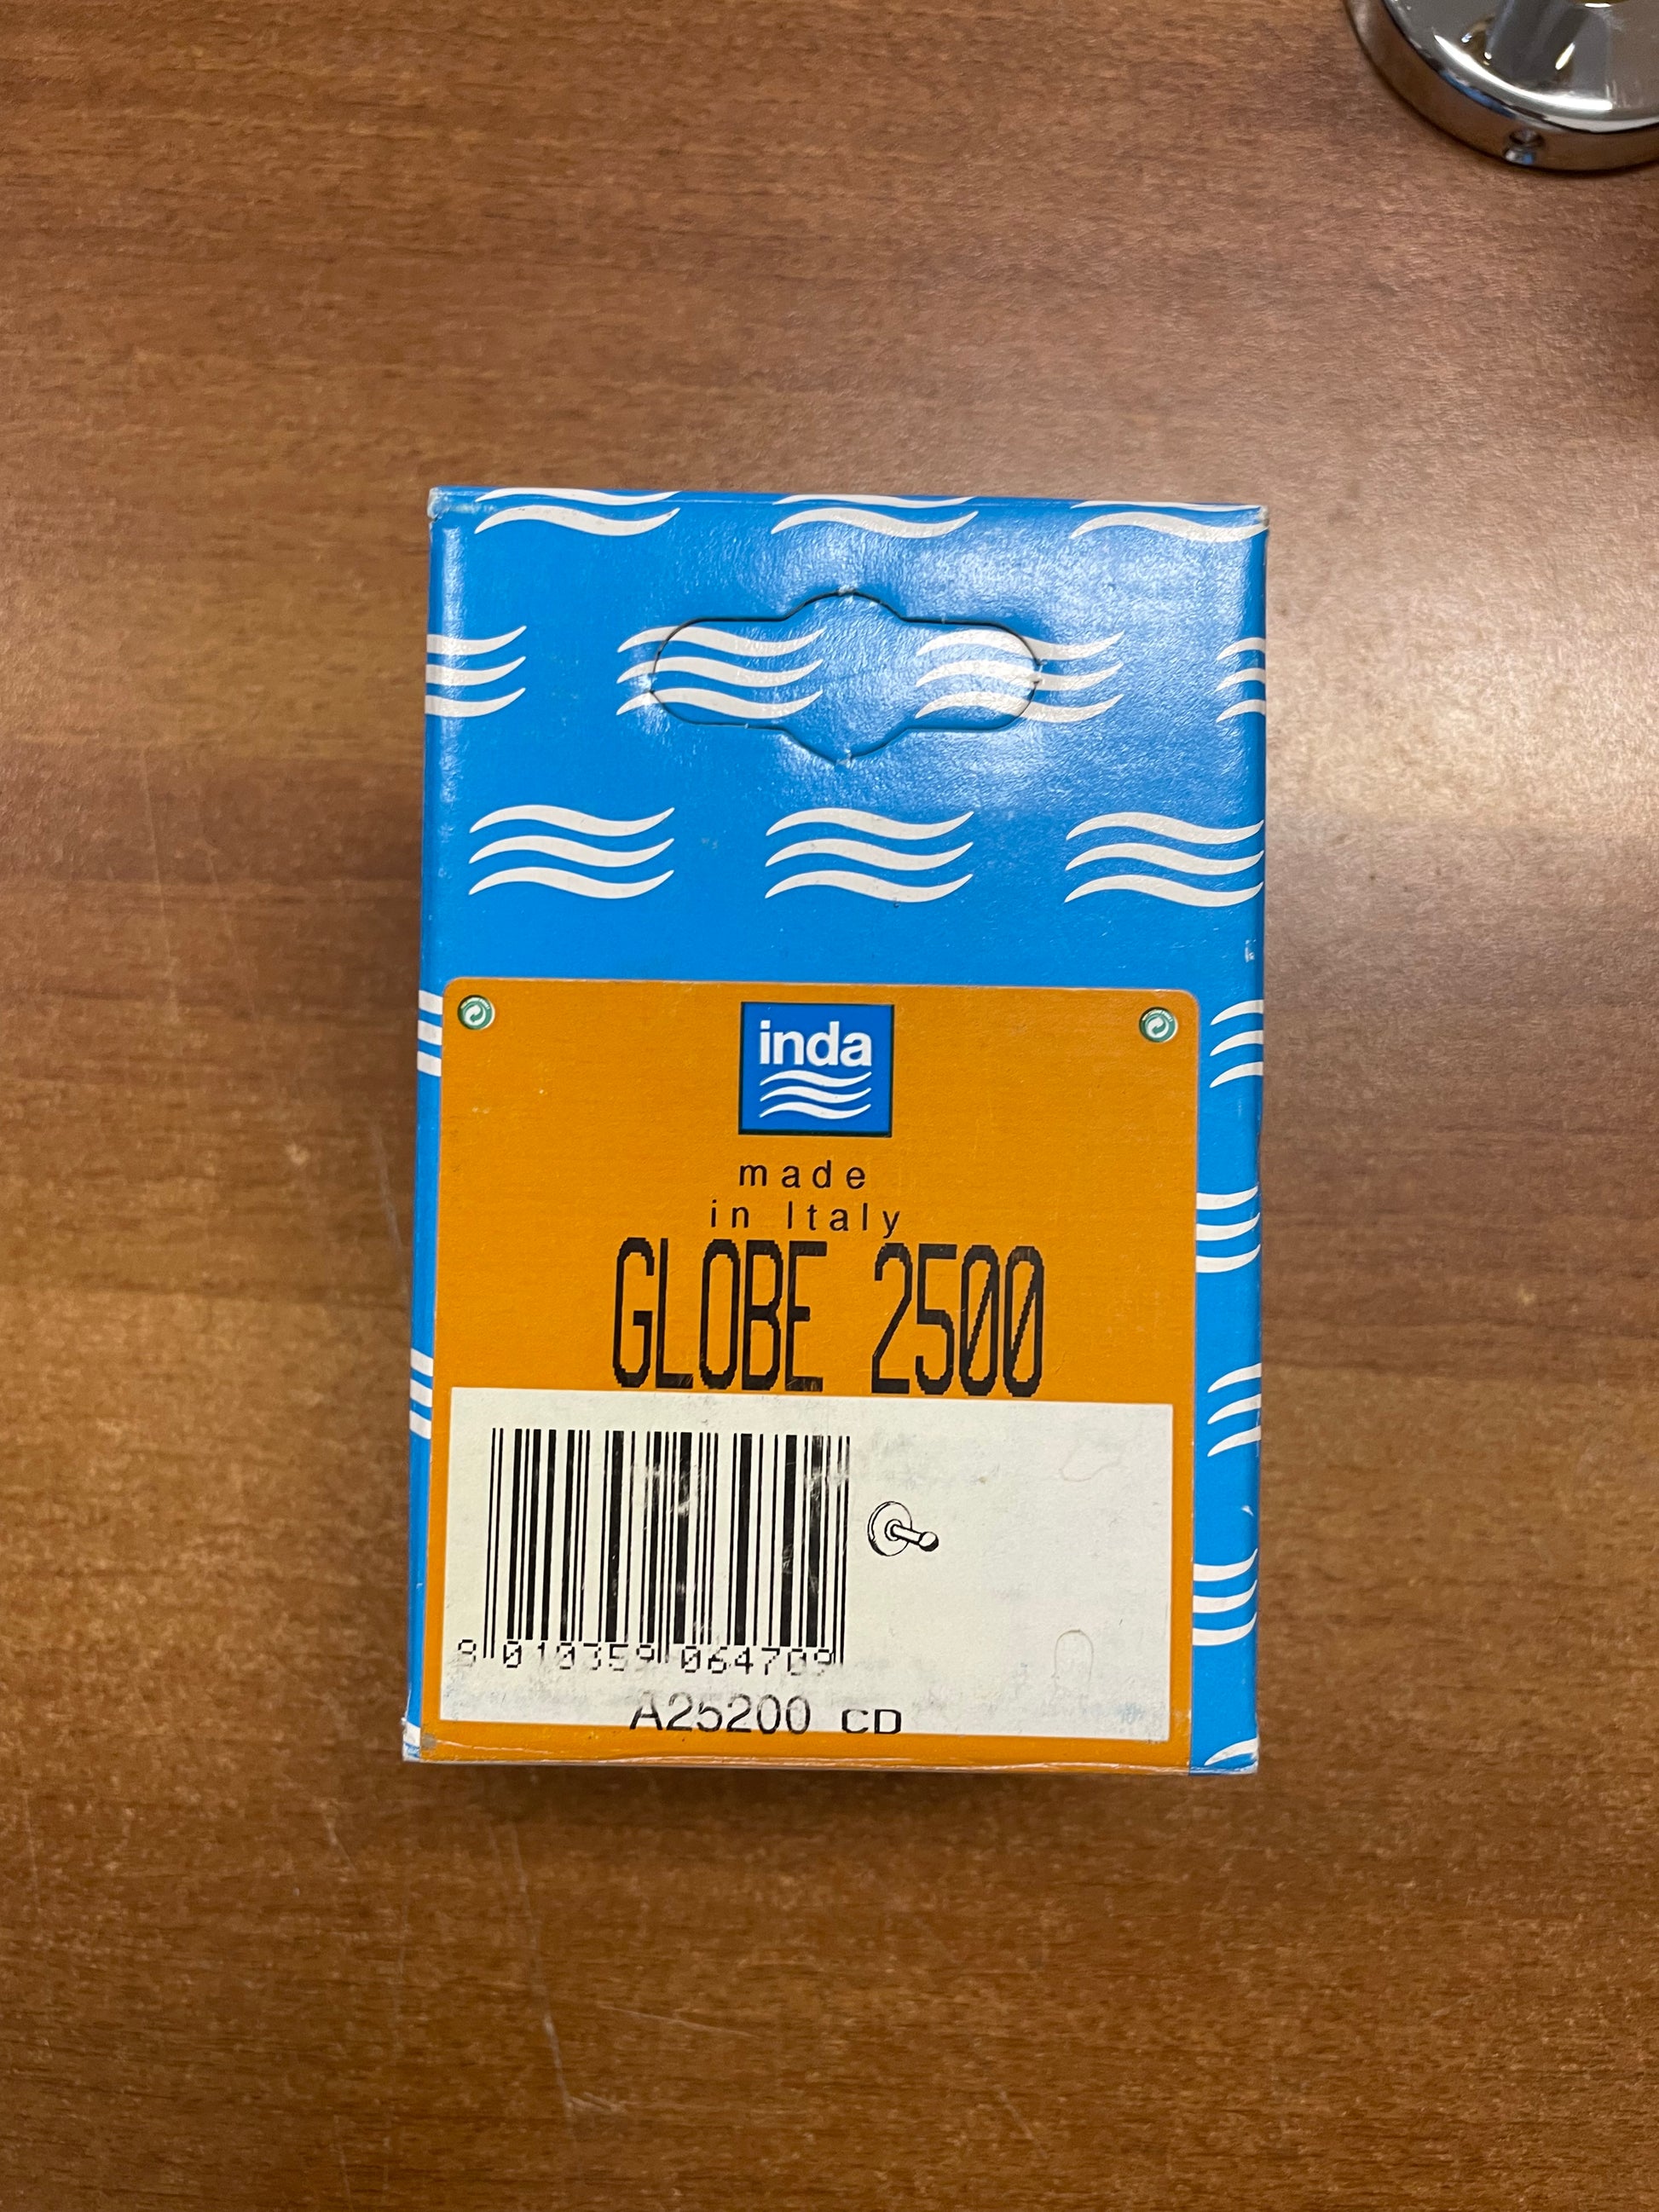 inda
made
in Italy
GLOBE 2500
8 010359 064709
A25200 CD